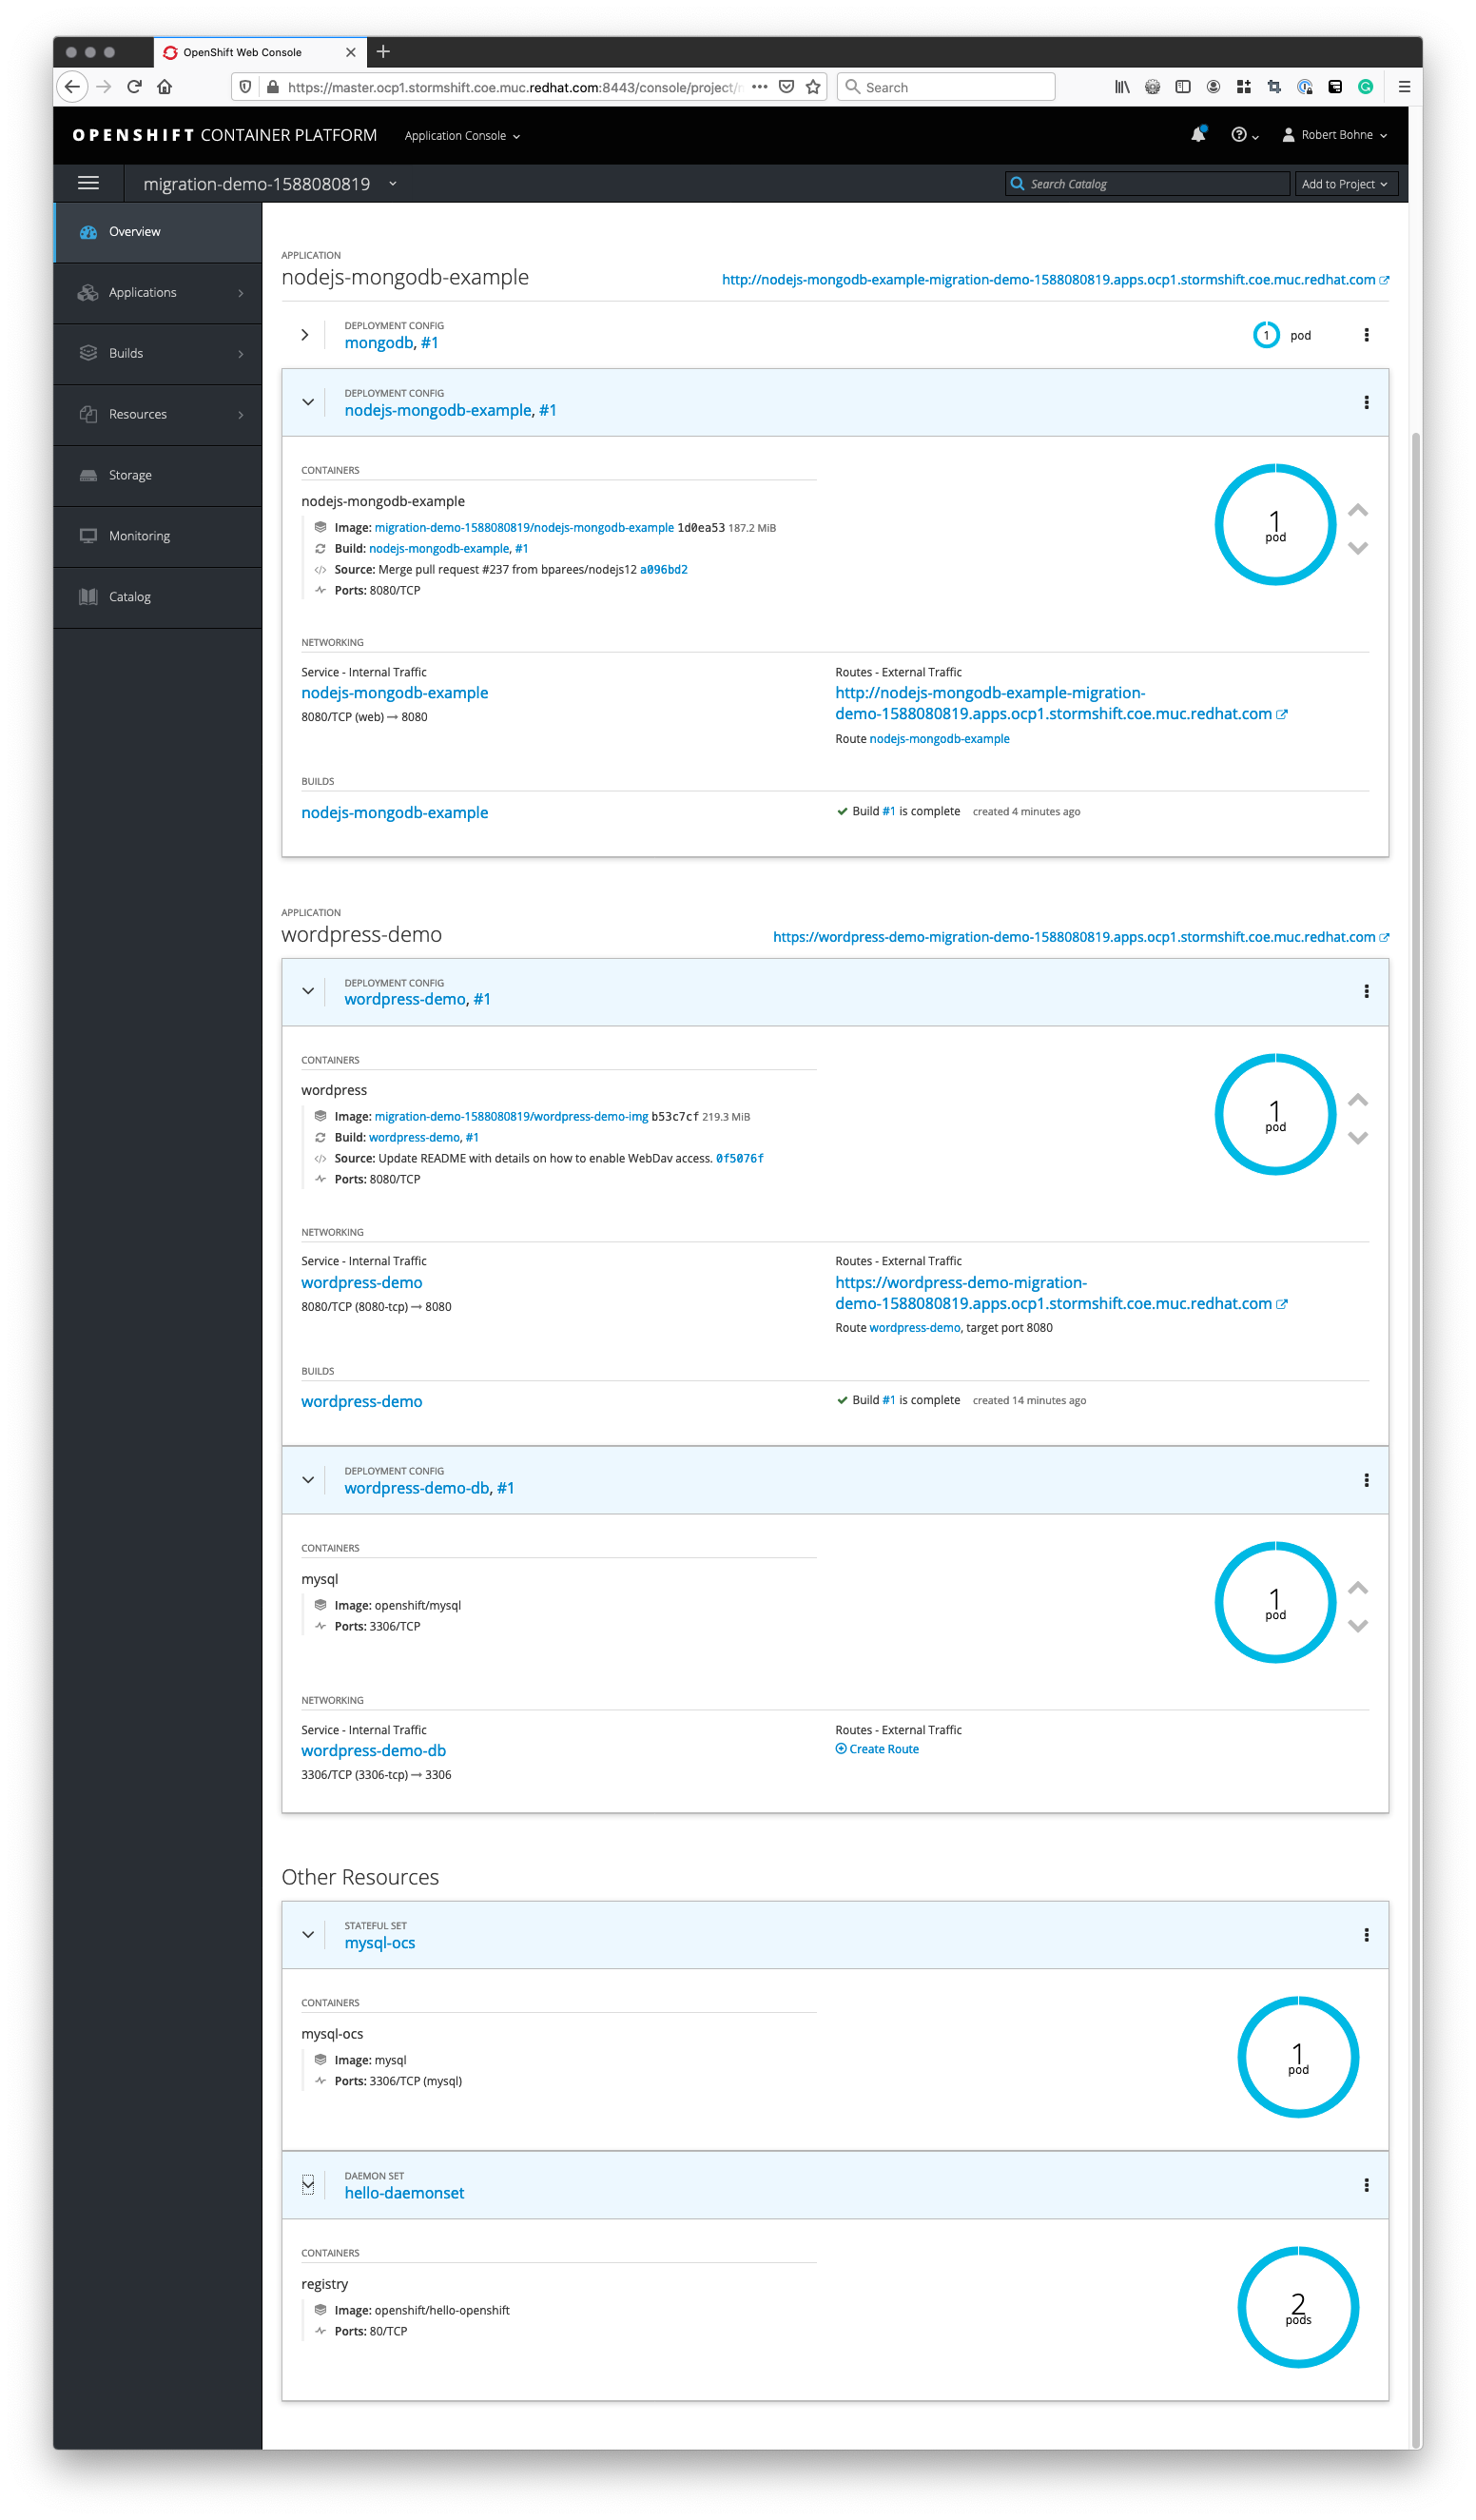 OpenShift Web Console
https://master.ocp1.stormshift.coe.muc.redhat.com:8443/console/project/
Search
OPENSHIFT CONTAINER PLATFORM
Application Console
Robert Bohne
migration-demo-1588080819
Search Catalog
Add to Project
Overview
Applications
Builds
Resources
Storage
Monitoring
Catalog
APPLICATION
nodejs-mongodb-example
http://nodejs-mongodb-example-migration-demo-1588080819.apps.ocp1.stormshift.coe.muc.redhat.com
DEPLOYMENT CONFIG
mongodb, #1
1 pod
DEPLOYMENT CONFIG
nodejs-mongodb-example, #1
CONTAINERS
nodejs-mongodb-example
Image: migration-demo-1588080819/nodejs-mongodb-example 1d0ea53 187.2 MiB
Build: nodejs-mongodb-example, #1
Source: Merge pull request #237 from bparees/nodejs12 a096bd2
Ports: 8080/TCP
1
pod
NETWORKING
Service - Internal Traffic
nodejs-mongodb-example
8080/TCP (web) → 8080
Routes - External Traffic
http://nodejs-mongodb-example-migration-
demo-1588080819.apps.ocp1.stormshift.coe.muc.redhat.com
Route nodejs-mongodb-example
BUILDS
nodejs-mongodb-example
Build #1 is complete created 4 minutes ago
APPLICATION
wordpress-demo
https://wordpress-demo-migration-demo-1588080819.apps.ocp1.stormshift.coe.muc.redhat.com
DEPLOYMENT CONFIG
wordpress-demo, #1
CONTAINERS
wordpress
Image: migration-demo-1588080819/wordpress-demo-img b53c7cf 219.3 MiB
Build: wordpress-demo, #1
Source: Update README with details on how to enable WebDav access. 0f5076f
Ports: 8080/TCP
1
pod
NETWORKING
Service - Internal Traffic
wordpress-demo
8080/TCP (8080-tcp) → 8080
Routes - External Traffic
https://wordpress-demo-migration-
demo-1588080819.apps.ocp1.stormshift.coe.muc.redhat.com
Route wordpress-demo, target port 8080
BUILDS
wordpress-demo
Build #1 is complete created 14 minutes ago
DEPLOYMENT CONFIG
wordpress-demo-db, #1
CONTAINERS
mysql
Image: openshift/mysql
Ports: 3306/TCP
1
pod
NETWORKING
Service - Internal Traffic
wordpress-demo-db
3306/TCP (3306-tcp) → 3306
Routes - External Traffic
Create Route
Other Resources
STATEFUL SET
mysql-ocs
CONTAINERS
mysql-ocs
Image: mysql
Ports: 3306/TCP (mysql)
1
pod
DAEMON SET
hello-daemonset
CONTAINERS
registry
Image: openshift/hello-openshift
Ports: 80/TCP
2
pods